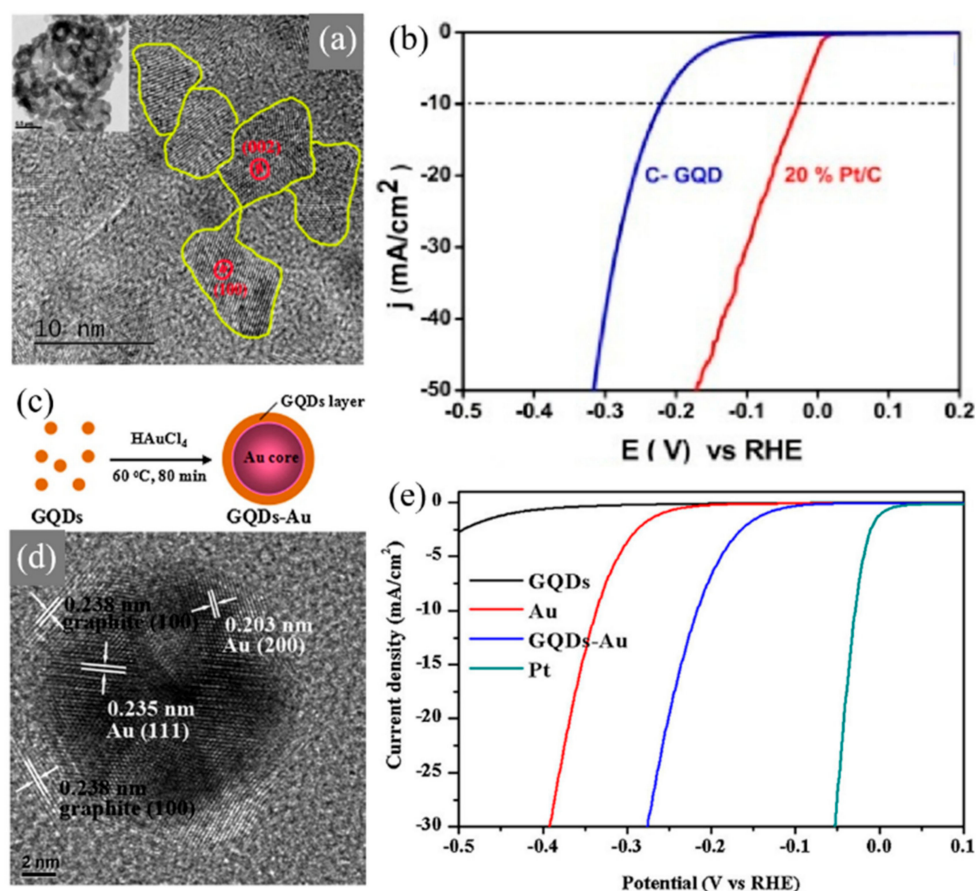 (a)
(002)
(100)
10 nm
(b)
0
-10
-20
-30
-40
-50
j (mA/cm²
C- GQD
20 % Pt/C
-0.5
-0.4
-0.3
-0.2
-0.1
0.0
0.1
0.2
E ( V) vs RHE
(c)
GQDs layer
HAuCl₄
60 °C, 80 min
Au core
GQDs
GQDs-Au
(d)
0.238 nm
graphite (100)
0.203 nm
Au (200)
0.235 nm
Au (111)
0.238 nm
graphite (100)
2 nm
(e)
0
-5
-10
-15
-20
-25
-30
Current density (mA/cm²)
GQDs
Au
GQDs-Au
Pt
-0.5
-0.4
-0.3
-0.2
-0.1
0.0
0.1
Potential (V vs RHE)